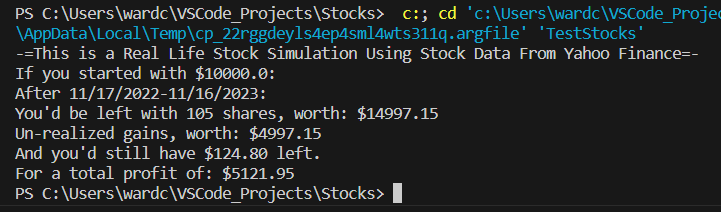 PS C:\Users\wardc\VSCode_Projects\Stocks>  c:; cd 'c:\Users\wardc\VSCode_Projec
\AppData\Local\Temp\cp_22rggdeyls4ep4sml4wts311q.argfile' 'TestStocks'
-=This is a Real Life Stock Simulation Using Stock Data From Yahoo Finance=-
If you started with $10000.0:
After 11/17/2022-11/16/2023:
You'd be left with 105 shares, worth: $14997.15
Un-realized gains, worth: $4997.15
And you'd still have $124.80 left.
For a total profit of: $5121.95
PS C:\Users\wardc\VSCode_Projects\Stocks>